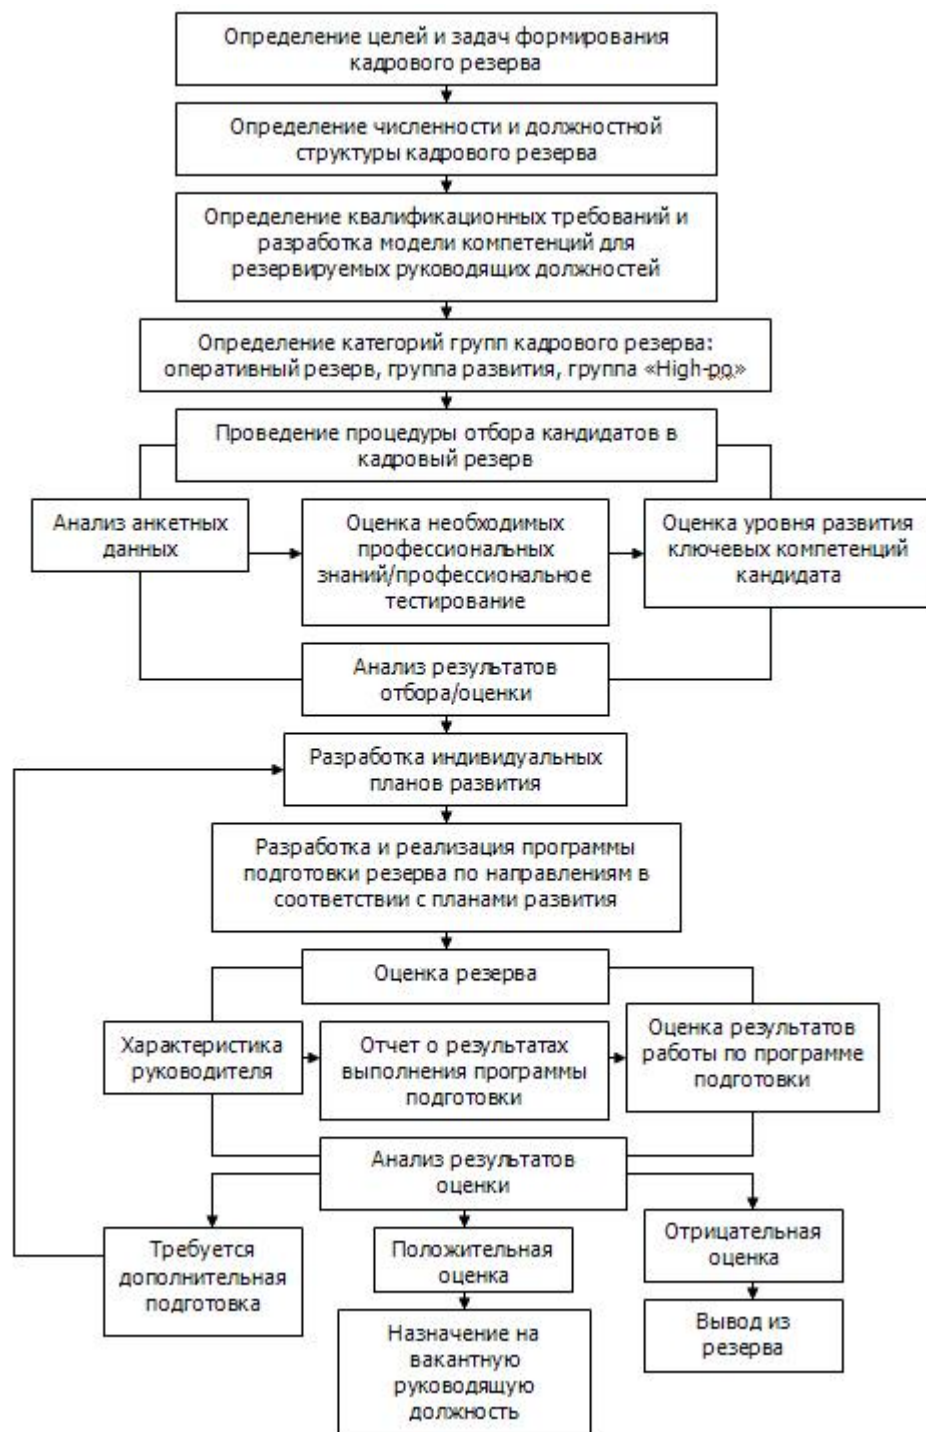 Определение целей и задач формирования
кадрового резерва
Определение численности и должностной
структуры кадрового резерва
Определение квалификационных требований и
разработка модели компетенций для
резервируемых руководящих должностей
Определение категорий групп кадрового резерва:
оперативный резерв, группа развития, группа «High-po»
Проведение процедуры отбора кандидатов в
кадровый резерв
Анализ анкетных
данных
Оценка необходимых
профессиональных
знаний/профессиональное
тестирование
Оценка уровня развития
ключевых компетенций
кандидата
Анализ результатов
отбора/оценки
Разработка индивидуальных
планов развития
Разработка и реализация программы
подготовки резерва по направлениям в
соответствии с планами развития
Оценка резерва
Характеристика
руководителя
Отчет о результатах
выполнения программы
подготовки
Оценка результатов
работы по программе
подготовки
Анализ результатов
оценки
Требуется
дополнительная
подготовка
Положительная
оценка
Отрицательная
оценка
Назначение на
вакантную
руководящую
должность
Вывод из
резерва